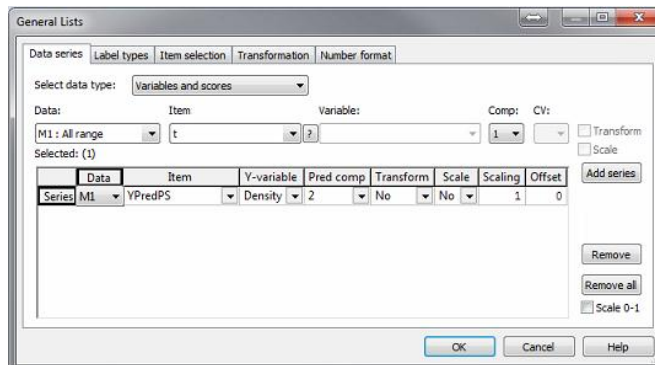 General Lists
Data series Label types Item selection Transformation Number format
Select data type: Variables and scores
Data: Item Variable: Comp: CV:
M1 : All range t ? 1 Transform
Selected: (1) Scale
Data Item Y-variable Pred comp Transform Scale Scaling Offset Add series
Series M1 YPredPS Density 2 No No 1 0
Remove
Remove all
Scale 0-1
OK Cancel Help